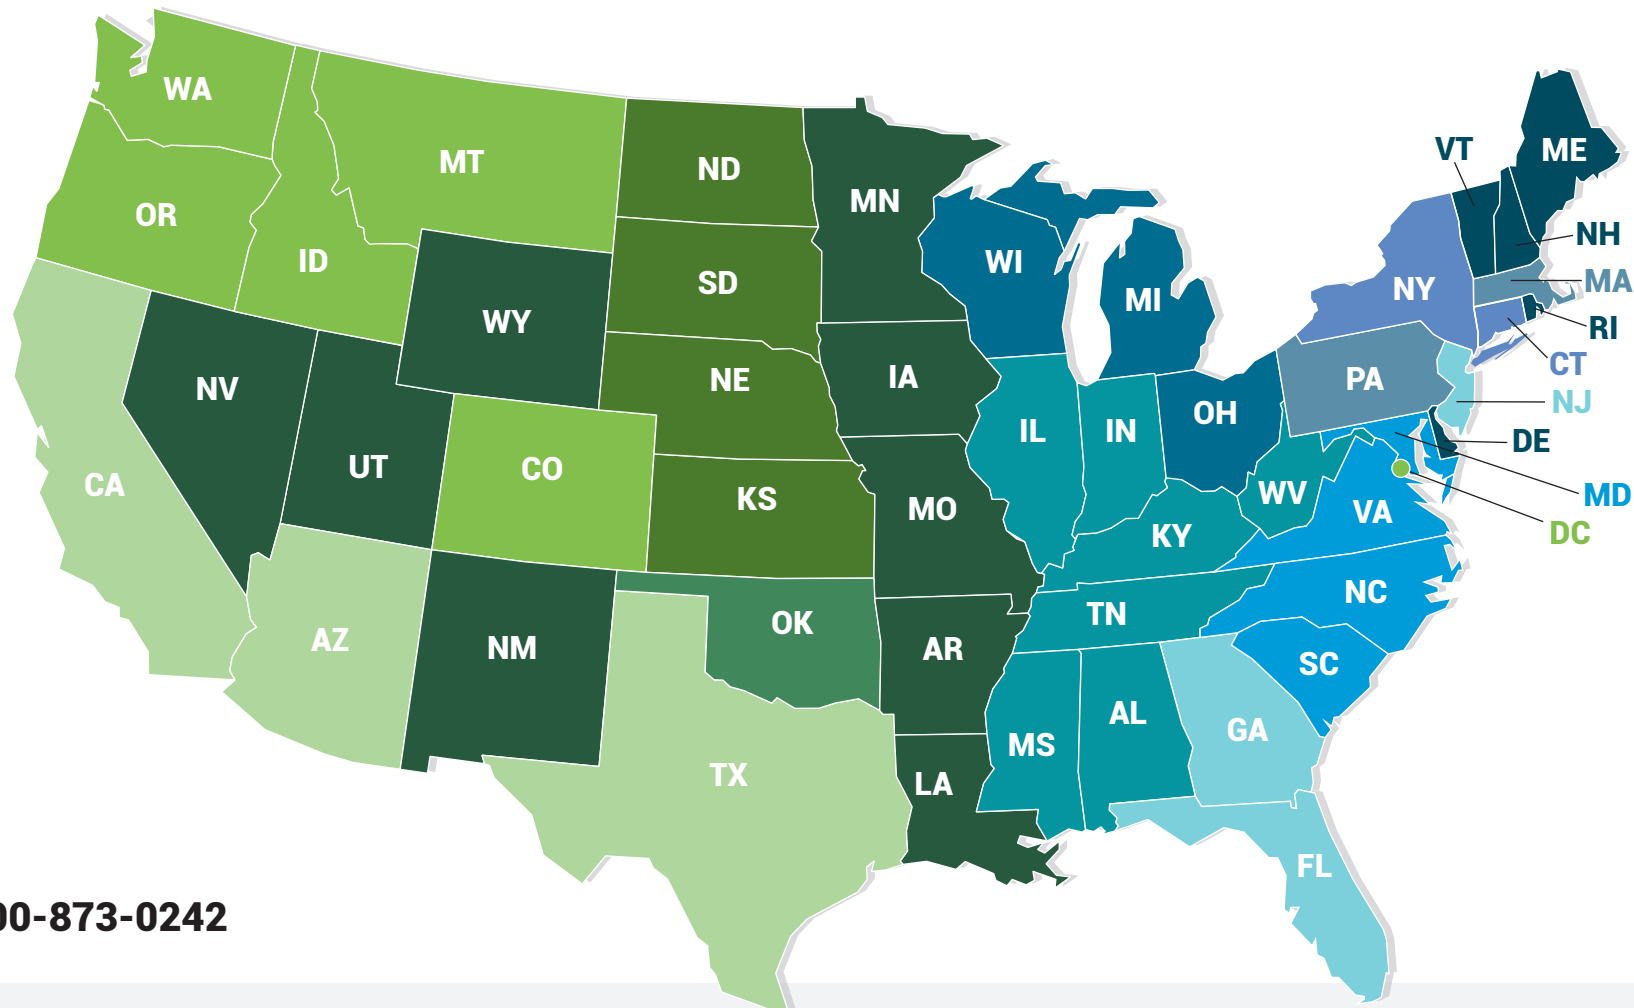 WA
MT
ND
MN
VT
ME
OR
ID
SD
WI
MI
NY
NH
MA
WY
RI
NV
NE
IA
PA
CT
NJ
UT
CO
IL
IN
OH
DE
CA
KS
MO
WV
VA
MD
KY
DC
AZ
NM
OK
AR
TN
NC
SC
TX
LA
MS
AL
GA
FL
00-873-0242